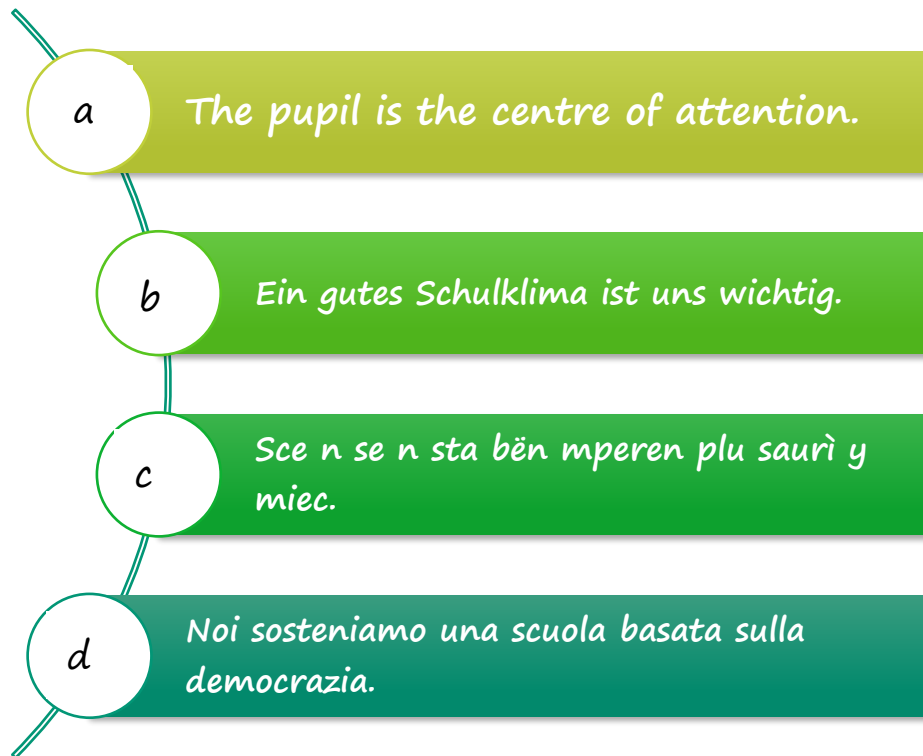 a
The pupil is the centre of attention.
b
Ein gutes Schulklima ist uns wichtig.
c
Sce n se n sta bën mperen plu saurì y
miec.
d
Noi sosteniamo una scuola basata sulla
democrazia.